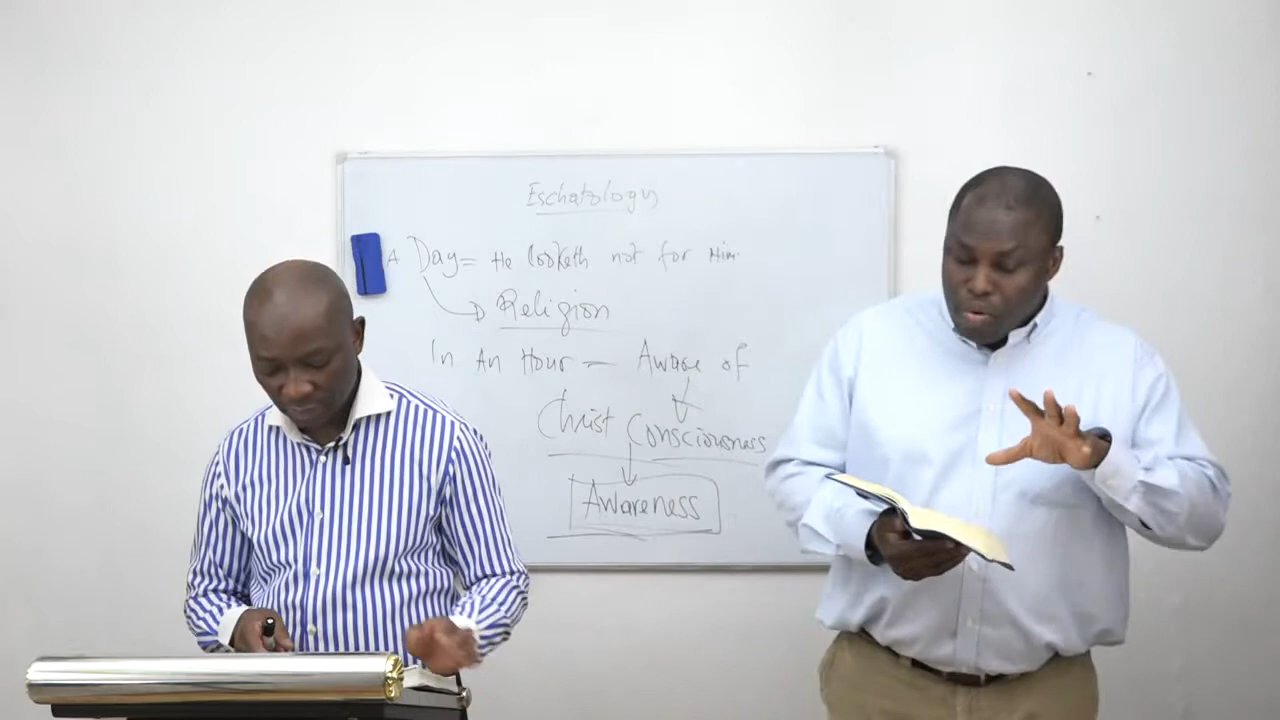 Eschatology
A Day = He looketh not for Him.
Religion
In An Hour = Aware of
Christ Consciousness
Awareness